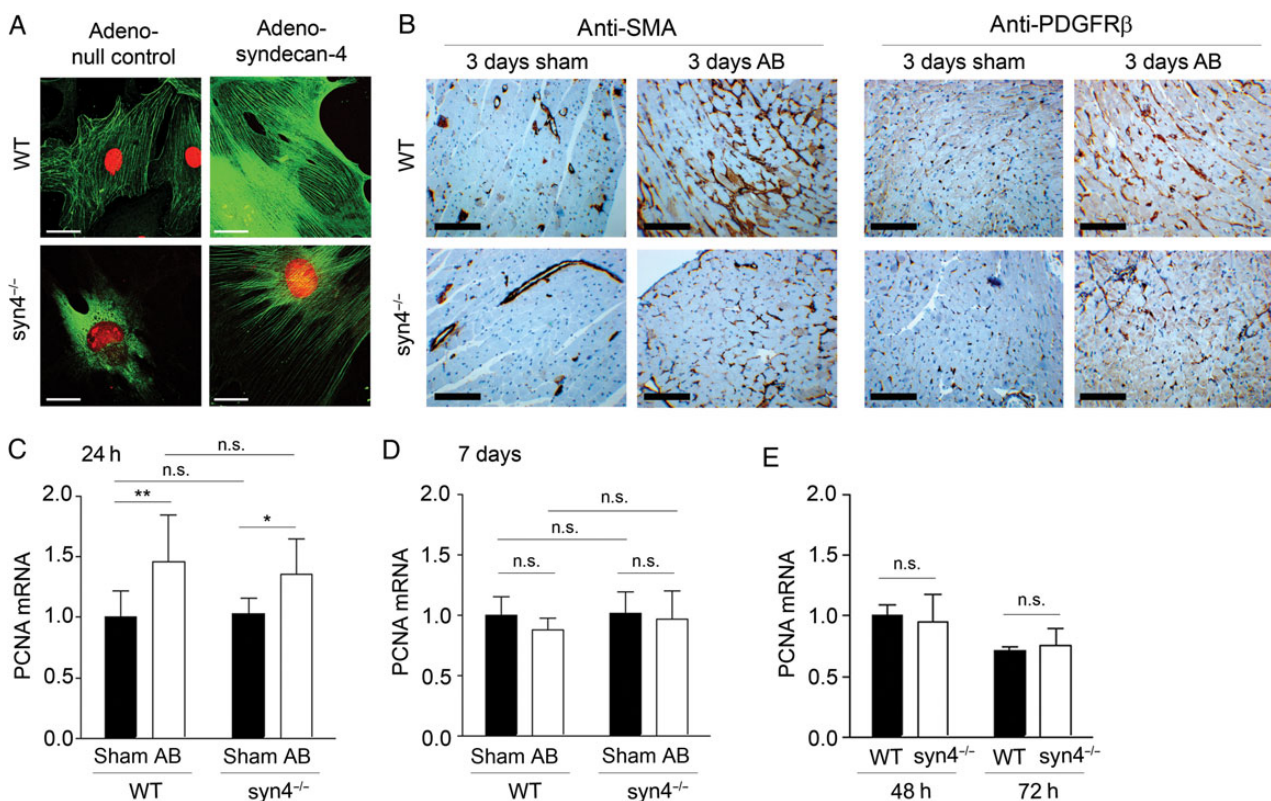 A
Adeno-
null control
Adeno-
syndecan-4
WT
syn4⁻/⁻
B
Anti-SMA
Anti-PDGFRβ
3 days sham
3 days AB
3 days sham
3 days AB
WT
syn4⁻/⁻
C
24 h
n.s.
n.s.
**
*
PCNA mRNA
2.0
1.5
1.0
0.5
0.0
Sham AB
Sham AB
WT
syn4⁻/⁻
D
7 days
n.s.
n.s.
n.s.
n.s.
PCNA mRNA
2.0
1.5
1.0
0.5
0.0
Sham AB
Sham AB
WT
syn4⁻/⁻
E
n.s.
n.s.
PCNA mRNA
2.0
1.5
1.0
0.5
0.0
WT syn4⁻/⁻
WT syn4⁻/⁻
48 h
72 h